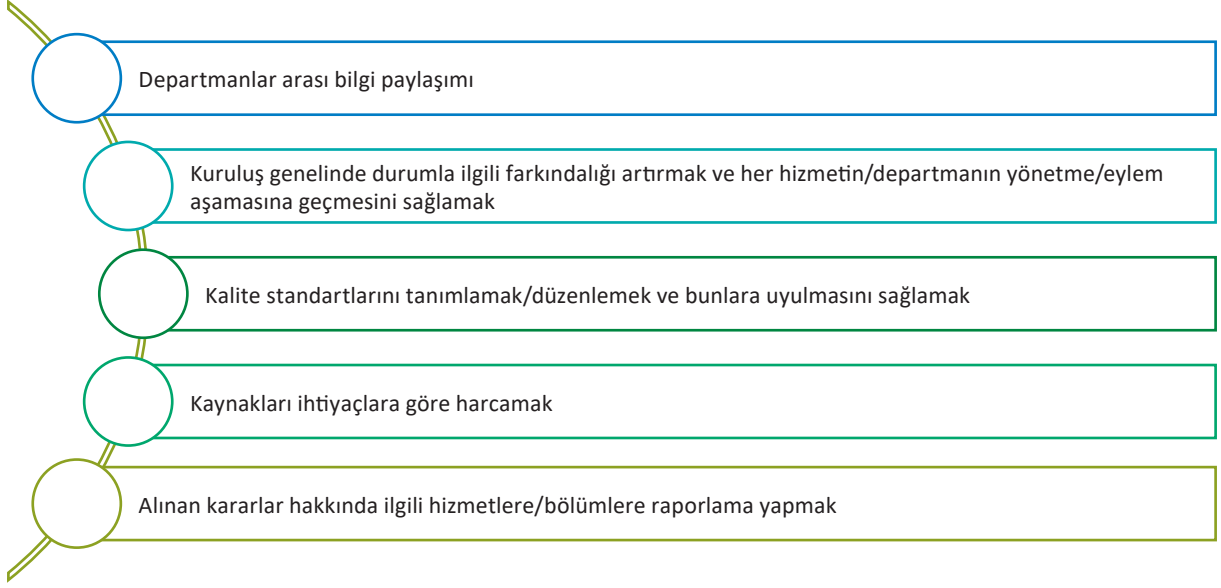 Departmanlar arası bilgi paylaşımı
Kuruluş genelinde durumla ilgili farkındalığı artırmak ve her hizmetin/departmanın yönetme/eylem
aşamasına geçmesini sağlamak
Kalite standartlarını tanımlamak/düzenlemek ve bunlara uyulmasını sağlamak
Kaynakları ihtiyaçlara göre harcamak
Alınan kararlar hakkında ilgili hizmetlere/bölümlere raporlama yapmak